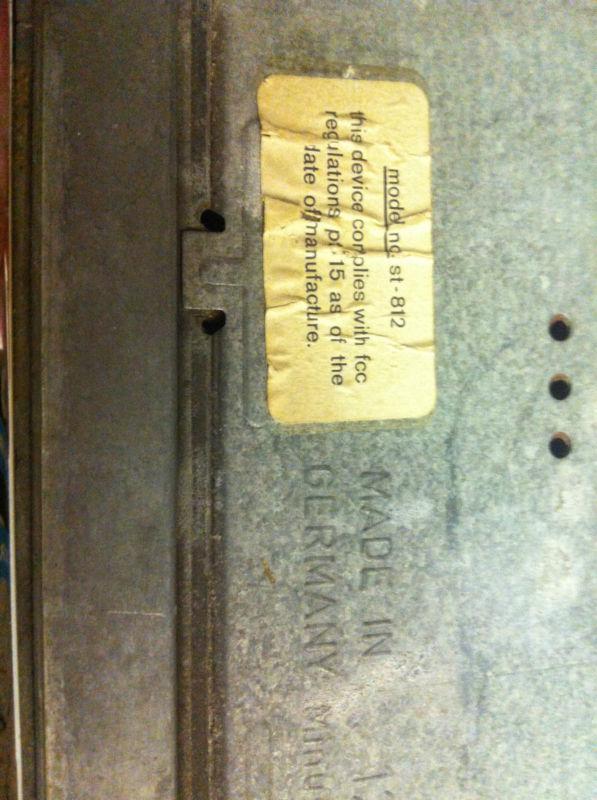 model no. st-812
this device complies with fcc
regulations pt 15 as of the
date of manufacture.
MADE IN
GERMANY